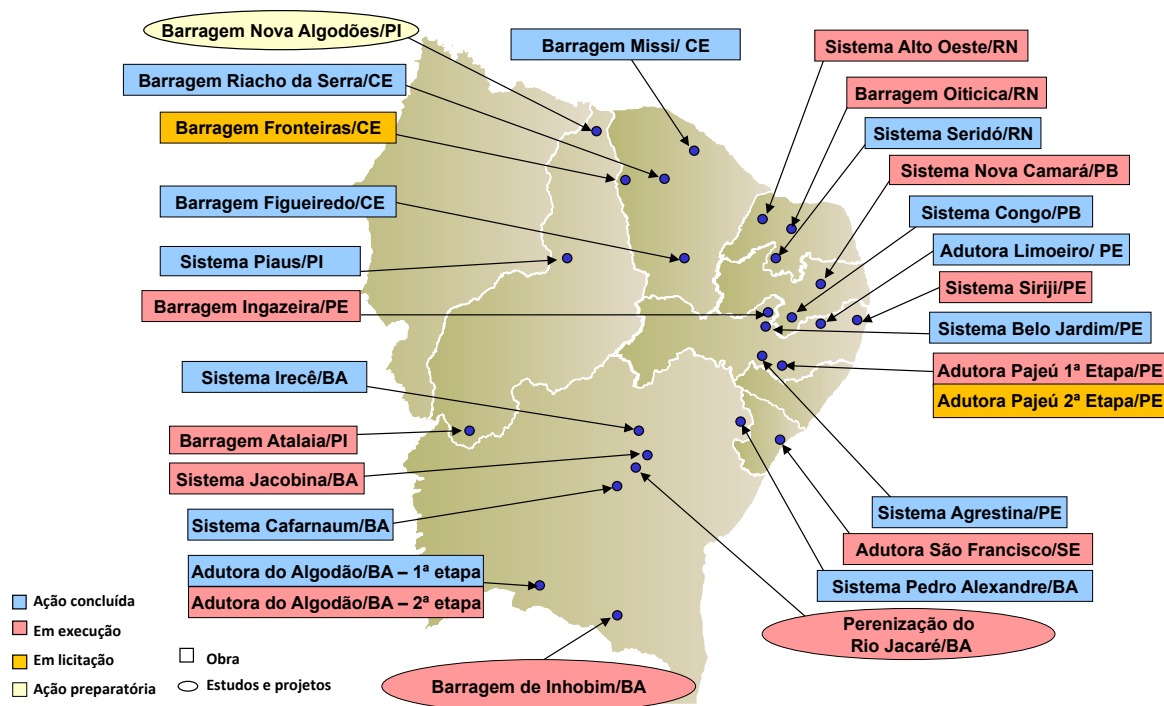 Barragem Nova Algodões/PI
Barragem Missi/ CE
Sistema Alto Oeste/RN
Barragem Riacho da Serra/CE
Barragem Oiticica/RN
Barragem Fronteiras/CE
Sistema Seridó/RN
Sistema Nova Camará/PB
Barragem Figueiredo/CE
Sistema Congo/PB
Adutora Limoeiro/ PE
Sistema Piaus/PI
Sistema Siriji/PE
Barragem Ingazeira/PE
Sistema Belo Jardim/PE
Sistema Irecê/BA
Adutora Pajeú 1ª Etapa/PE
Adutora Pajeú 2ª Etapa/PE
Barragem Atalaia/PI
Sistema Jacobina/BA
Sistema Cafarnaum/BA
Sistema Agrestina/PE
Adutora São Francisco/SE
Adutora do Algodão/BA – 1ª etapa
Adutora do Algodão/BA – 2ª etapa
Sistema Pedro Alexandre/BA
Perenização do
Rio Jacaré/BA
Barragem de Inhobim/BA
Ação concluída
Em execução
Em licitação
Ação preparatória
Obra
Estudos e projetos